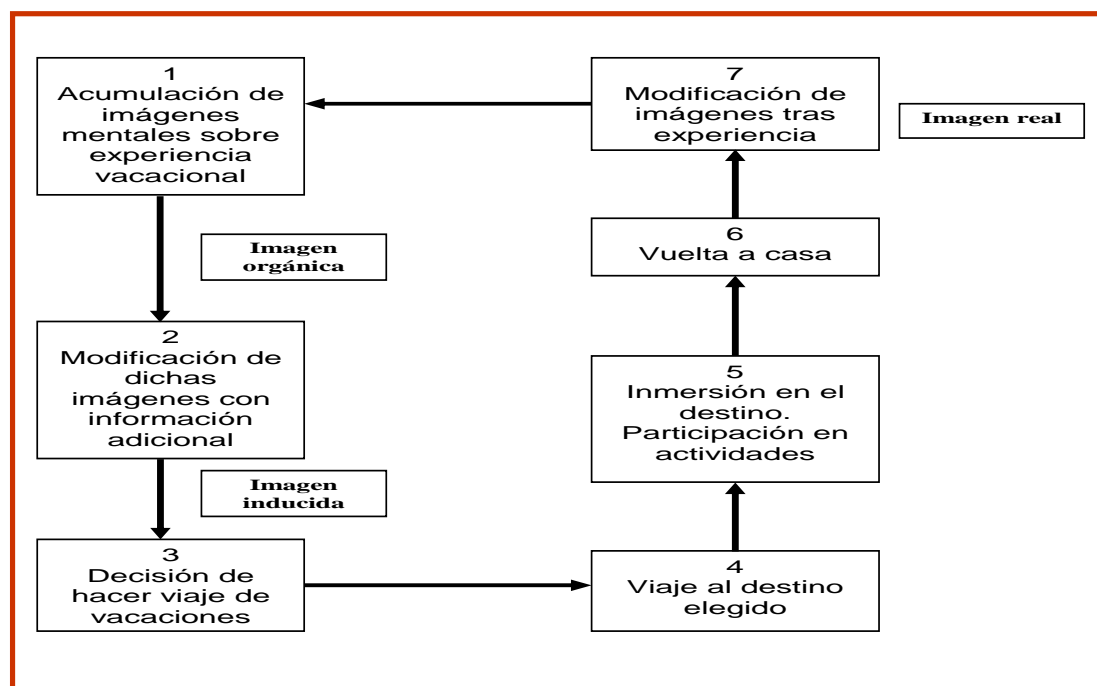 1
Acumulación de
imágenes
mentales sobre
experiencia
vacacional
Imagen
orgánica
2
Modificación de
dichas
imágenes con
información
adicional
Imagen
inducida
3
Decisión de
hacer viaje de
vacaciones
4
Viaje al destino
elegido
5
Inmersión en el
destino.
Participación en
actividades
6
Vuelta a casa
7
Modificación de
imágenes tras
experiencia
Imagen real